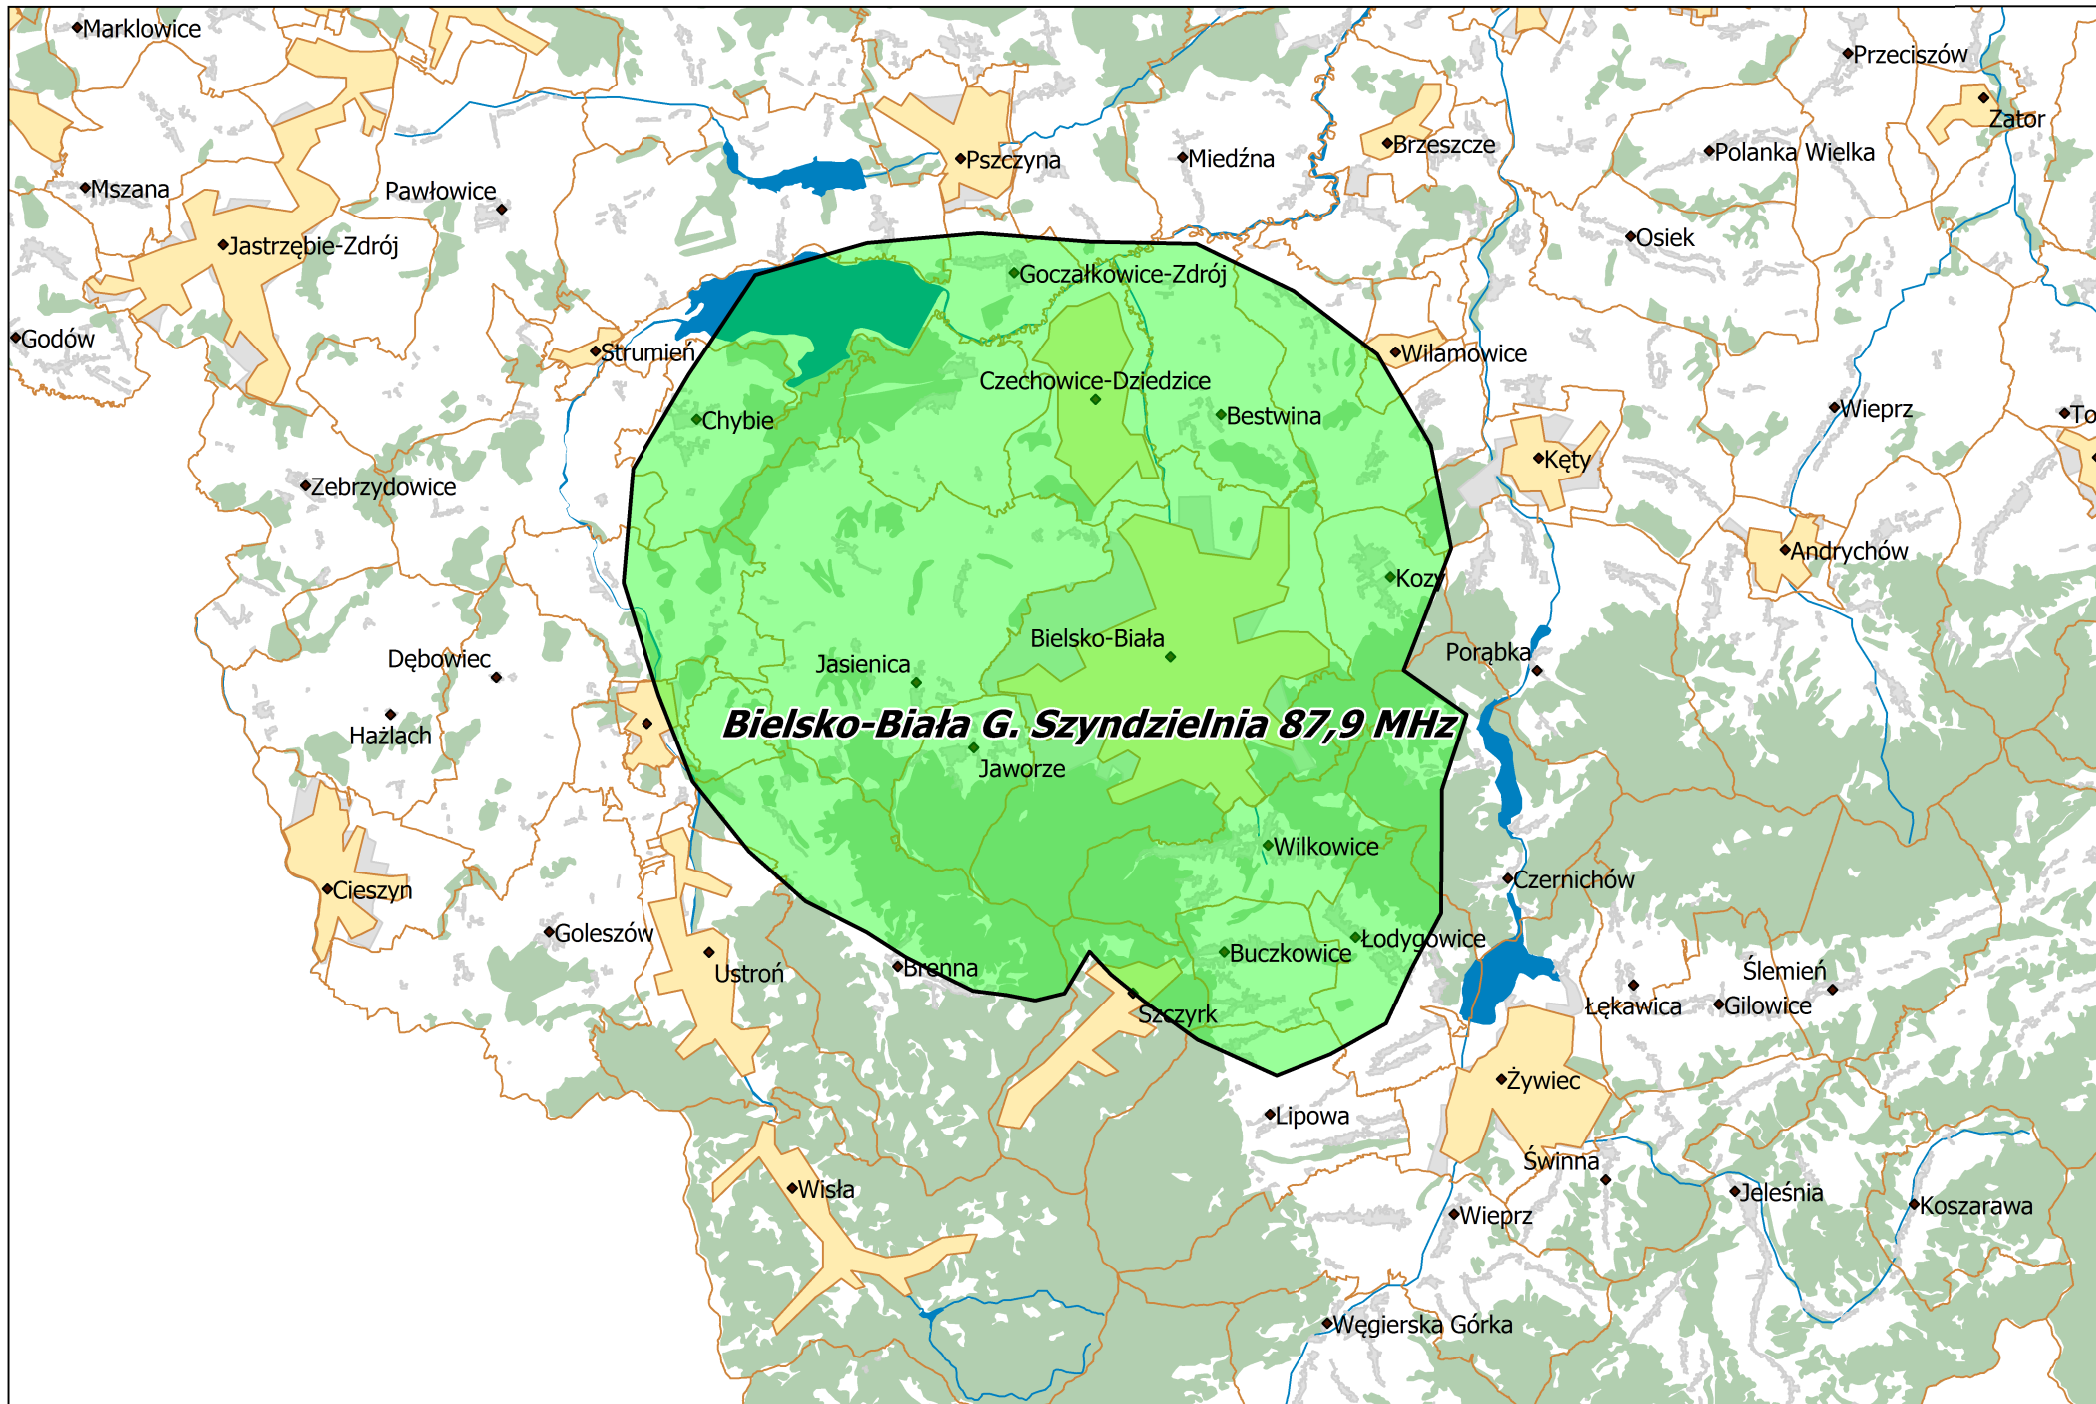 Marklowice
Przeciszów
Zator
Brzeszcze
Polanka Wielka
Pszczyna
Miedźna
Mszana
Pawłowice
Jastrzębie-Zdrój
Osiek
Goczałkowice-Zdrój
Godów
Strumień
Wilamowice
Czechowice-Dziedzice
Wieprz
To
Chybie
Bestwina
Kęty
Zebrzydowice
Andrychów
Kozy
Bielsko-Biała
Porąbka
Dębowiec
Jasienica
Bielsko-Biała G. Szyndzielnia 87,9 MHz
Hażlach
Jaworze
Wilkowice
Czernichów
Cieszyn
Goleszów
Łodygowice
Buczkowice
Brenna
Ustroń
Ślemień
Szczyrk
Łękawica
Gilowice
Żywiec
Lipowa
Świnna
Wisła
Jeleśnia
Koszarawa
Wieprz
Węgierska Górka